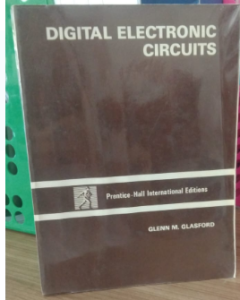 DIGITAL ELECTRONIC
CIRCUITS
Prentice-Hall International Editions
GLENN M. GLASFORD